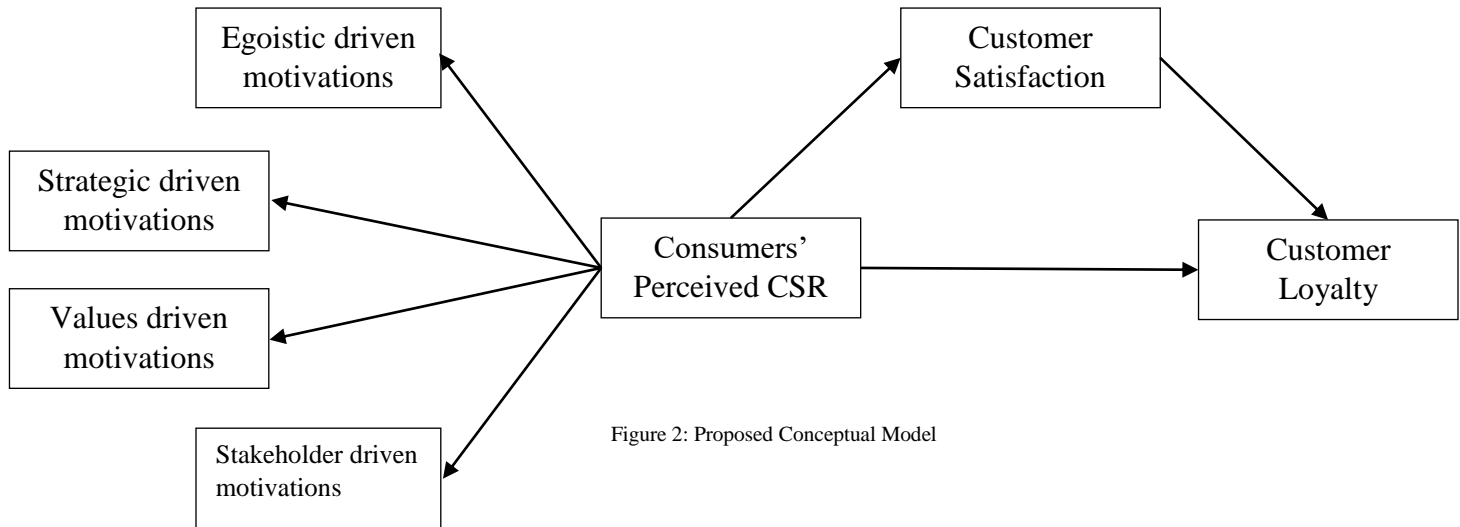 Egoistic driven
motivations
Customer
Satisfaction
Strategic driven
motivations
Consumers’
Perceived CSR
Customer
Loyalty
Values driven
motivations
Stakeholder driven
motivations
Figure 2: Proposed Conceptual Model